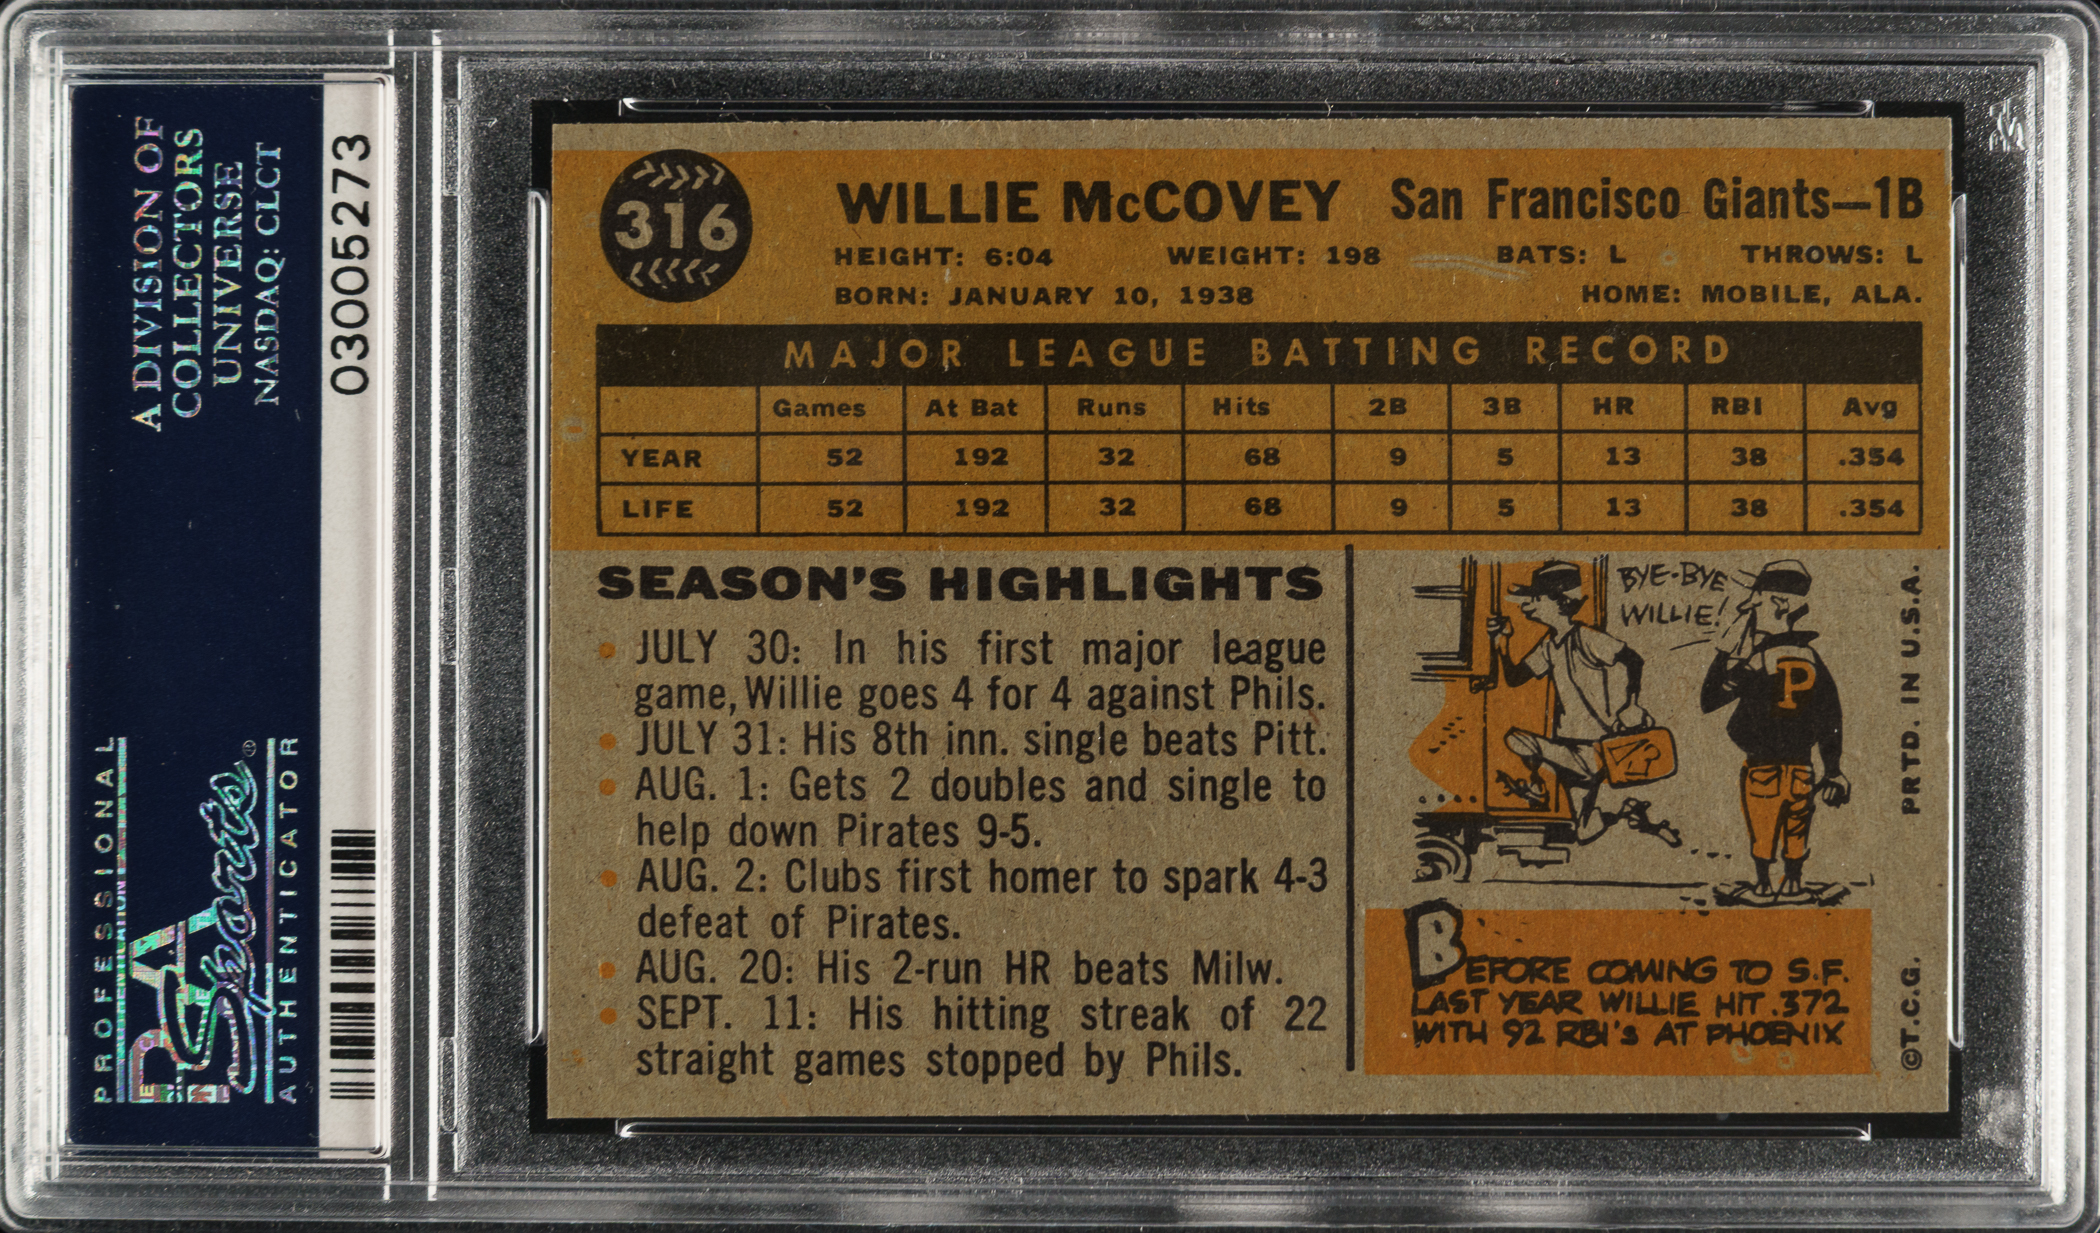 A DIVISION OF
COLLECTORS
UNIVERSE
NASDAQ: CLCT
03005273
PROFESSIONAL
PSA
Sports®
AUTHENTICATOR
316
WILLIE McCOVEY San Francisco Giants—1B
HEIGHT: 6:04 WEIGHT: 198 BATS: L THROWS: L
BORN: JANUARY 10, 1938 HOME: MOBILE, ALA.
MAJOR LEAGUE BATTING RECORD
Games At Bat Runs Hits 2B 3B HR RBI Avg
YEAR 52 192 32 68 9 5 13 38 .354
LIFE 52 192 32 68 9 5 13 38 .354
SEASON'S HIGHLIGHTS
• JULY 30: In his first major league
game, Willie goes 4 for 4 against Phils.
• JULY 31: His 8th inn. single beats Pitt.
• AUG. 1: Gets 2 doubles and single to
help down Pirates 9-5.
• AUG. 2: Clubs first homer to spark 4-3
defeat of Pirates.
• AUG. 20: His 2-run HR beats Milw.
• SEPT. 11: His hitting streak of 22
straight games stopped by Phils.
BYE-BYE
WILLIE!
P
BEFORE COMING TO S.F.
LAST YEAR WILLIE HIT .372
WITH 92 RBI's AT PHOENIX
©T.C.G. PRTD. IN U.S.A.